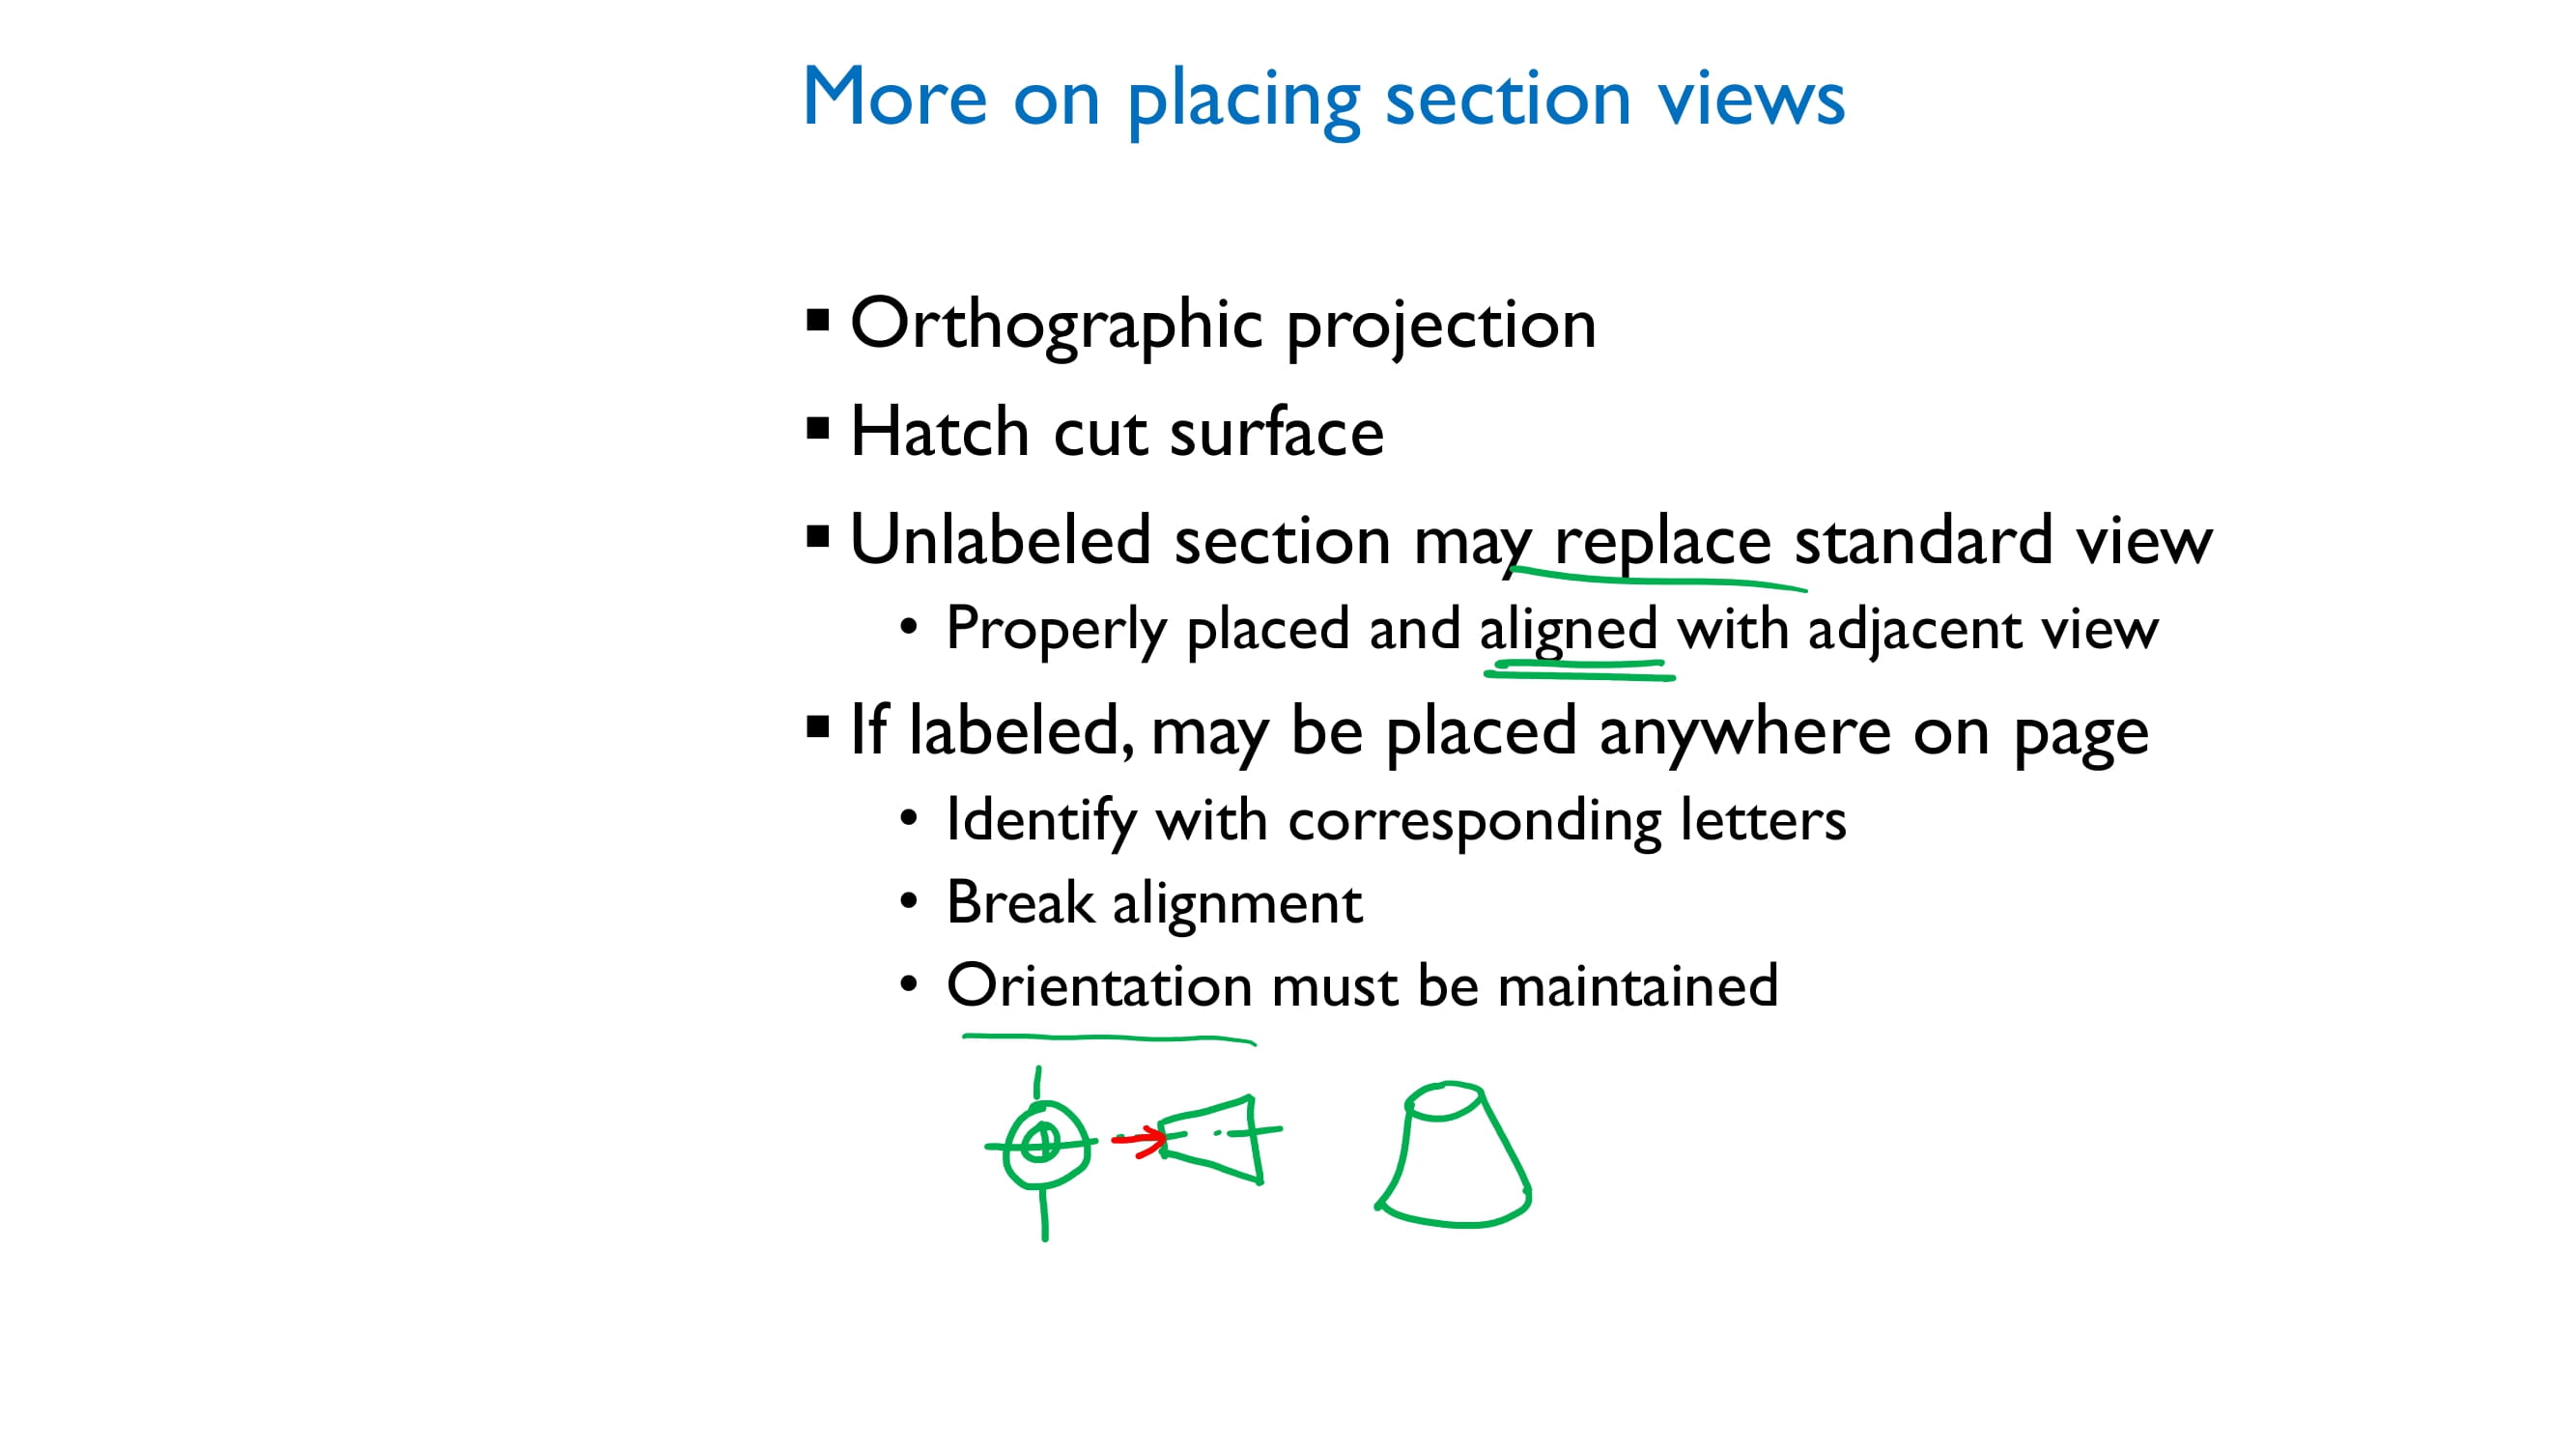 More on placing section views
▪ Orthographic projection
▪ Hatch cut surface
▪ Unlabeled section may replace standard view
• Properly placed and aligned with adjacent view
▪ If labeled, may be placed anywhere on page
• Identify with corresponding letters
• Break alignment
• Orientation must be maintained